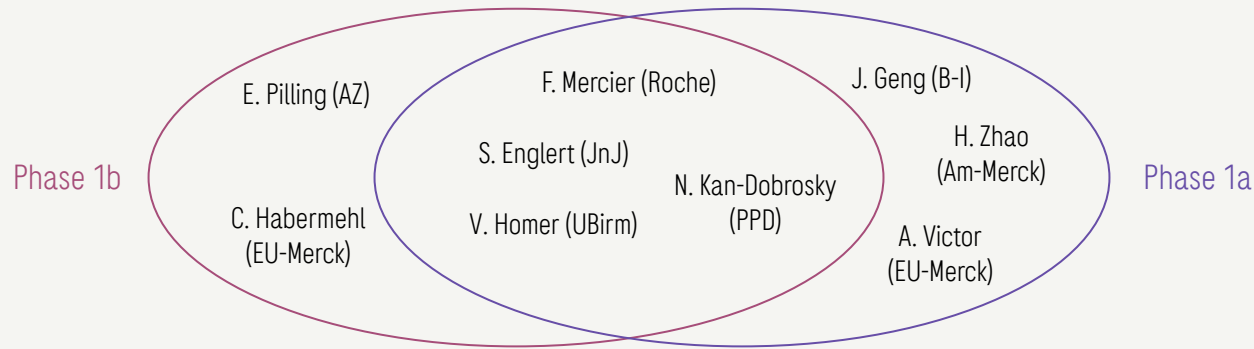 Phase 1b
E. Pilling (AZ)
C. Habermehl
(EU-Merck)
F. Mercier (Roche)
S. Englert (JnJ)
N. Kan-Dobrosky
(PPD)
V. Homer (UBirm)
J. Geng (B-I)
H. Zhao
(Am-Merck)
A. Victor
(EU-Merck)
Phase 1a